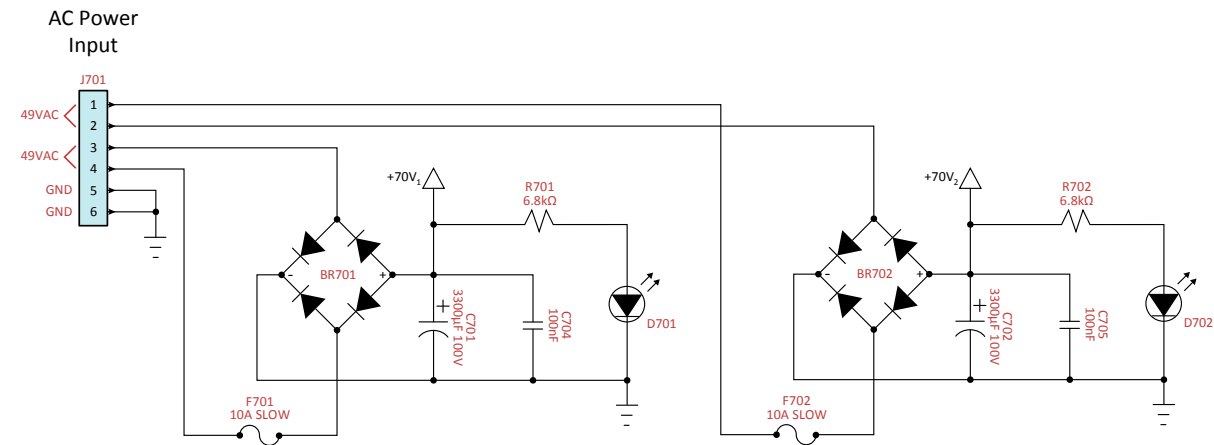 AC Power
Input
J701
49VAC
49VAC
GND
GND
1
2
3
4
5
6
+70V₁
R701
6.8kΩ
-
BR701
+
+
C701
3300µF 100V
C704
100nF
D701
F701
10A SLOW
+70V₂
R702
6.8kΩ
-
BR702
+
+
C702
3300µF 100V
C705
100nF
D702
F702
10A SLOW